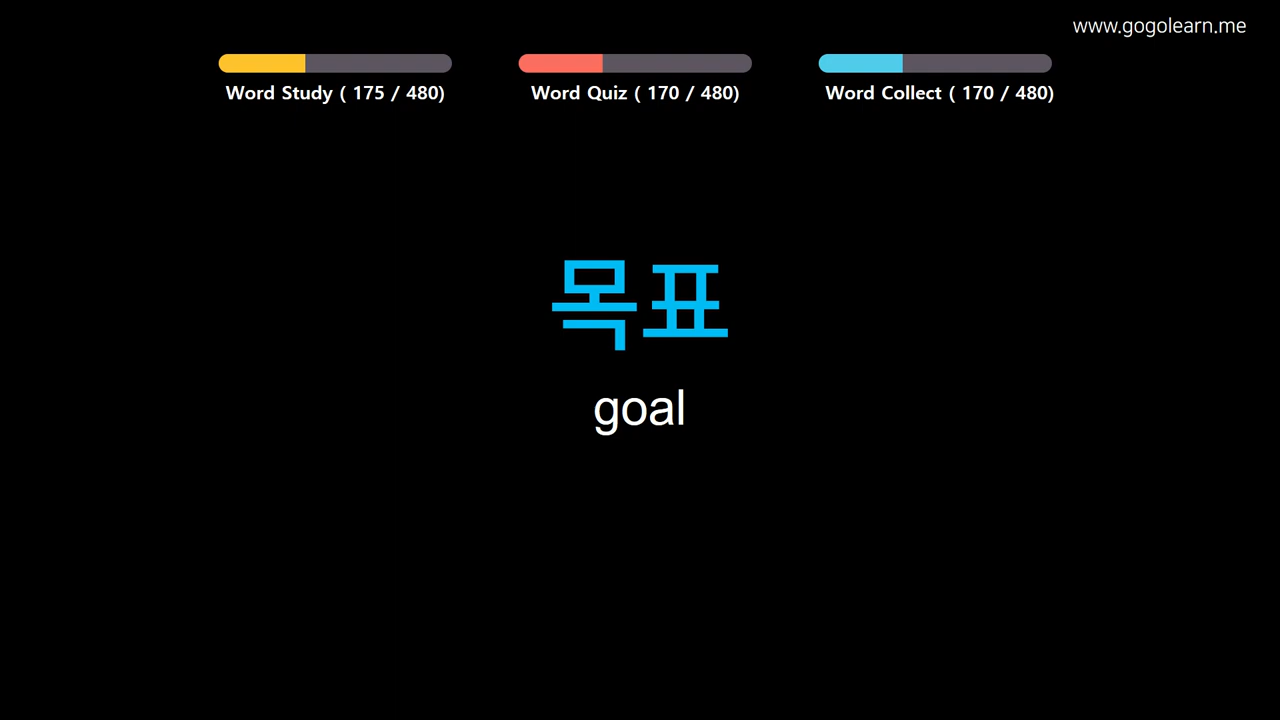 www.gogolearn.me
Word Study ( 175 / 480)
Word Quiz ( 170 / 480)
Word Collect ( 170 / 480)
목표
goal